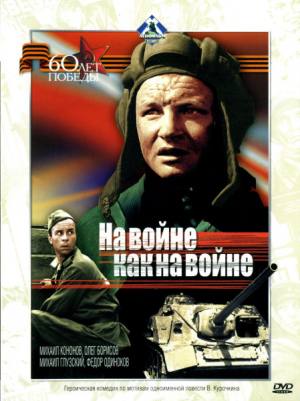 60 ЛЕТ
ПОБЕДЫ
НА ВОЙНЕ
КАК НА ВОЙНЕ
МИХАИЛ КОНОНОВ, ОЛЕГ БОРИСОВ
МИХАИЛ ГЛУЗСКИЙ, ФЕДОР ОДИНОКОВ
Героическая комедия по мотивам одноименной повести В. Курочкина
DVD